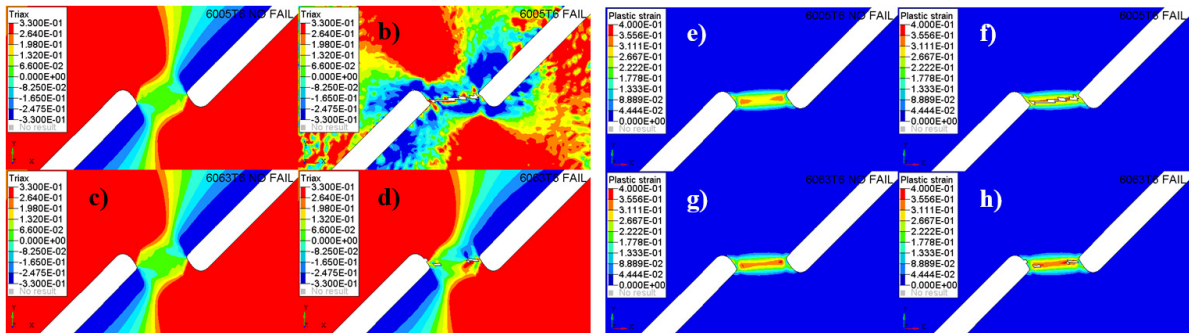 Triax
3.300E-01
2.640E-01
1.980E-01
1.320E-01
6.600E-02
0.000E+00
-8.250E-02
-1.650E-01
-2.475E-01
-3.300E-01
No result
6005T6 NO FAIL
Y
X
Triax
3.300E-01
2.640E-01
1.980E-01
1.320E-01
6.600E-02
0.000E+00
-8.250E-02
-1.650E-01
-2.475E-01
-3.300E-01
No result
b)
6005T6 FAIL
Y
X
Plastic strain
4.000E-01
3.556E-01
3.111E-01
2.667E-01
2.222E-01
1.778E-01
1.333E-01
8.889E-02
4.444E-02
0.000E+00
No result
e)
6005T6 NO FAIL
Plastic strain
4.000E-01
3.556E-01
3.111E-01
2.667E-01
2.222E-01
1.778E-01
1.333E-01
8.889E-02
4.444E-02
0.000E+00
No result
f)
6005T6 FAIL
Triax
3.300E-01
2.640E-01
1.980E-01
1.320E-01
6.600E-02
0.000E+00
-8.250E-02
-1.650E-01
-2.475E-01
-3.300E-01
No result
c)
6063T6 NO FAIL
Y
X
Triax
3.300E-01
2.640E-01
1.980E-01
1.320E-01
6.600E-02
0.000E+00
-8.250E-02
-1.650E-01
-2.475E-01
-3.300E-01
No result
d)
6063T6 FAIL
Y
X
Plastic strain
4.000E-01
3.556E-01
3.111E-01
2.667E-01
2.222E-01
1.778E-01
1.333E-01
8.889E-02
4.444E-02
0.000E+00
No result
g)
6063T6 NO FAIL
Plastic strain
4.000E-01
3.556E-01
3.111E-01
2.667E-01
2.222E-01
1.778E-01
1.333E-01
8.889E-02
4.444E-02
0.000E+00
No result
h)
6063T6 FAIL